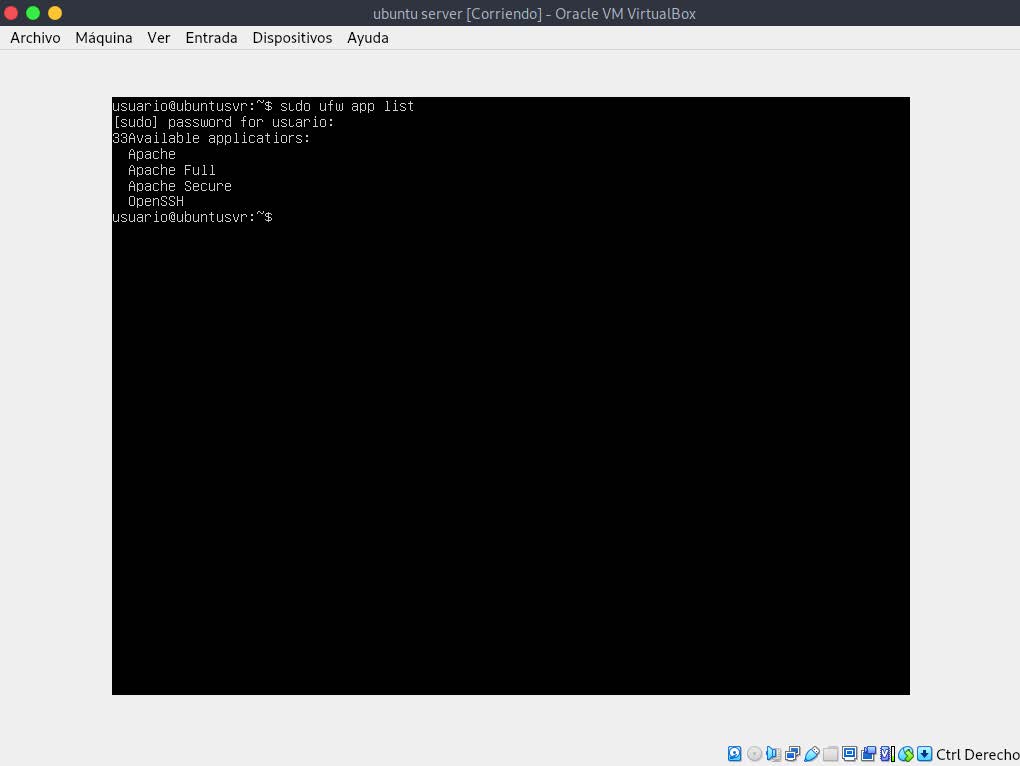 ubuntu server [Corriendo] - Oracle VM VirtualBox
Archivo Máquina Ver Entrada Dispositivos Ayuda
usuario@ubuntusvr:~$ sudo ufw app list
[sudo] password for usuario:
33Available applications:
Apache
Apache Full
Apache Secure
OpenSSH
usuario@ubuntusvr:~$
Ctrl Derecho